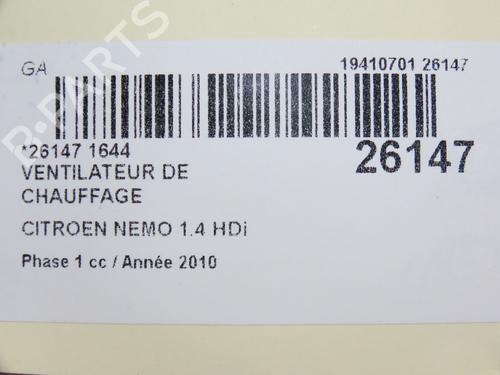 GA
19410701 26147
*26147 1644
26147
VENTILATEUR DE
CHAUFFAGE
CITROEN NEMO 1.4 HDi
Phase 1 cc / Année 2010
B-PARTS